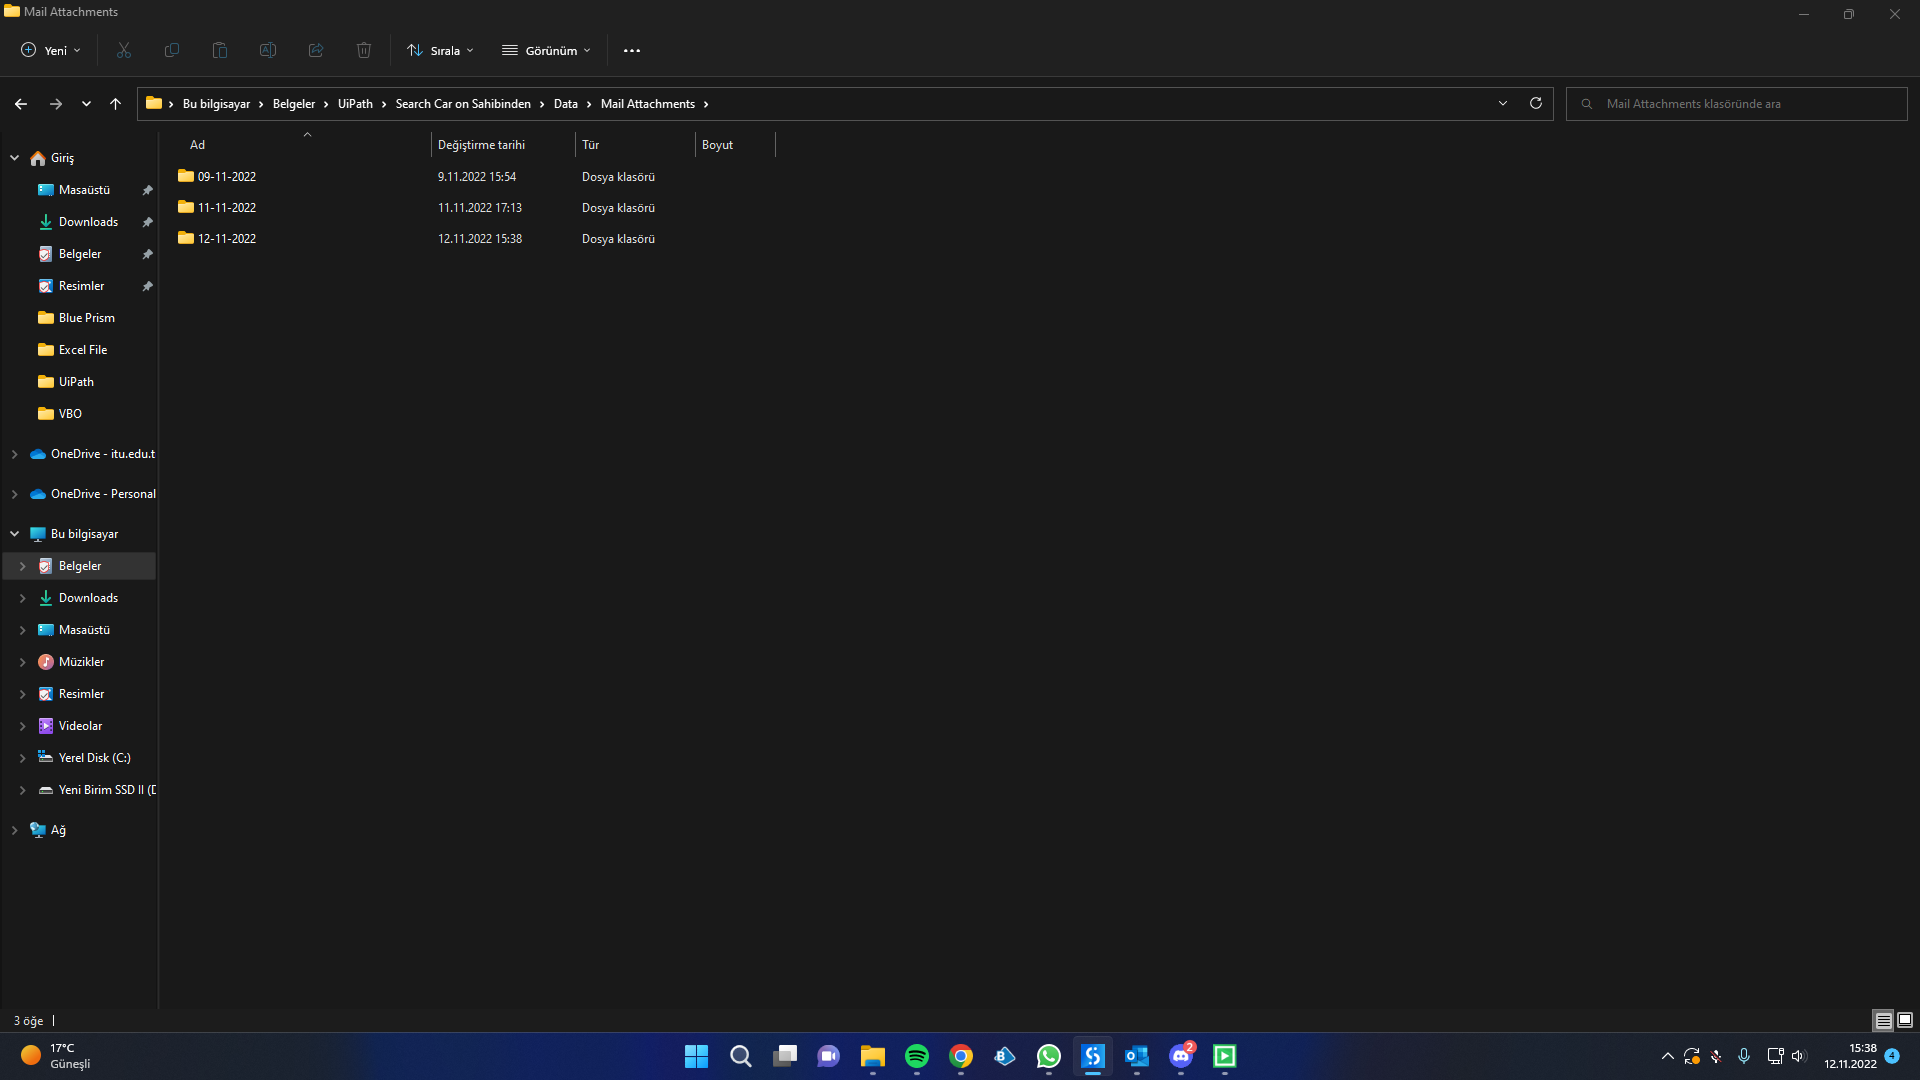 Mail Attachments
Yeni
Sırala
Görünüm
Bu bilgisayar > Belgeler > UiPath > Search Car on Sahibinden > Data > Mail Attachments >
Mail Attachments klasöründe ara
Ad Değiştirme tarihi Tür Boyut
09-11-2022 9.11.2022 15:54 Dosya klasörü
11-11-2022 11.11.2022 17:13 Dosya klasörü
12-11-2022 12.11.2022 15:38 Dosya klasörü
Giriş
Masaüstü
Downloads
Belgeler
Resimler
Blue Prism
Excel File
UiPath
VBO
OneDrive - itu.edu.t
OneDrive - Personal
Bu bilgisayar
Belgeler
Downloads
Masaüstü
Müzikler
Resimler
Videolar
Yerel Disk (C:)
Yeni Birim SSD II (D
Ağ
3 öğe
17°C
Güneşli
2
15:38
12.11.2022
4